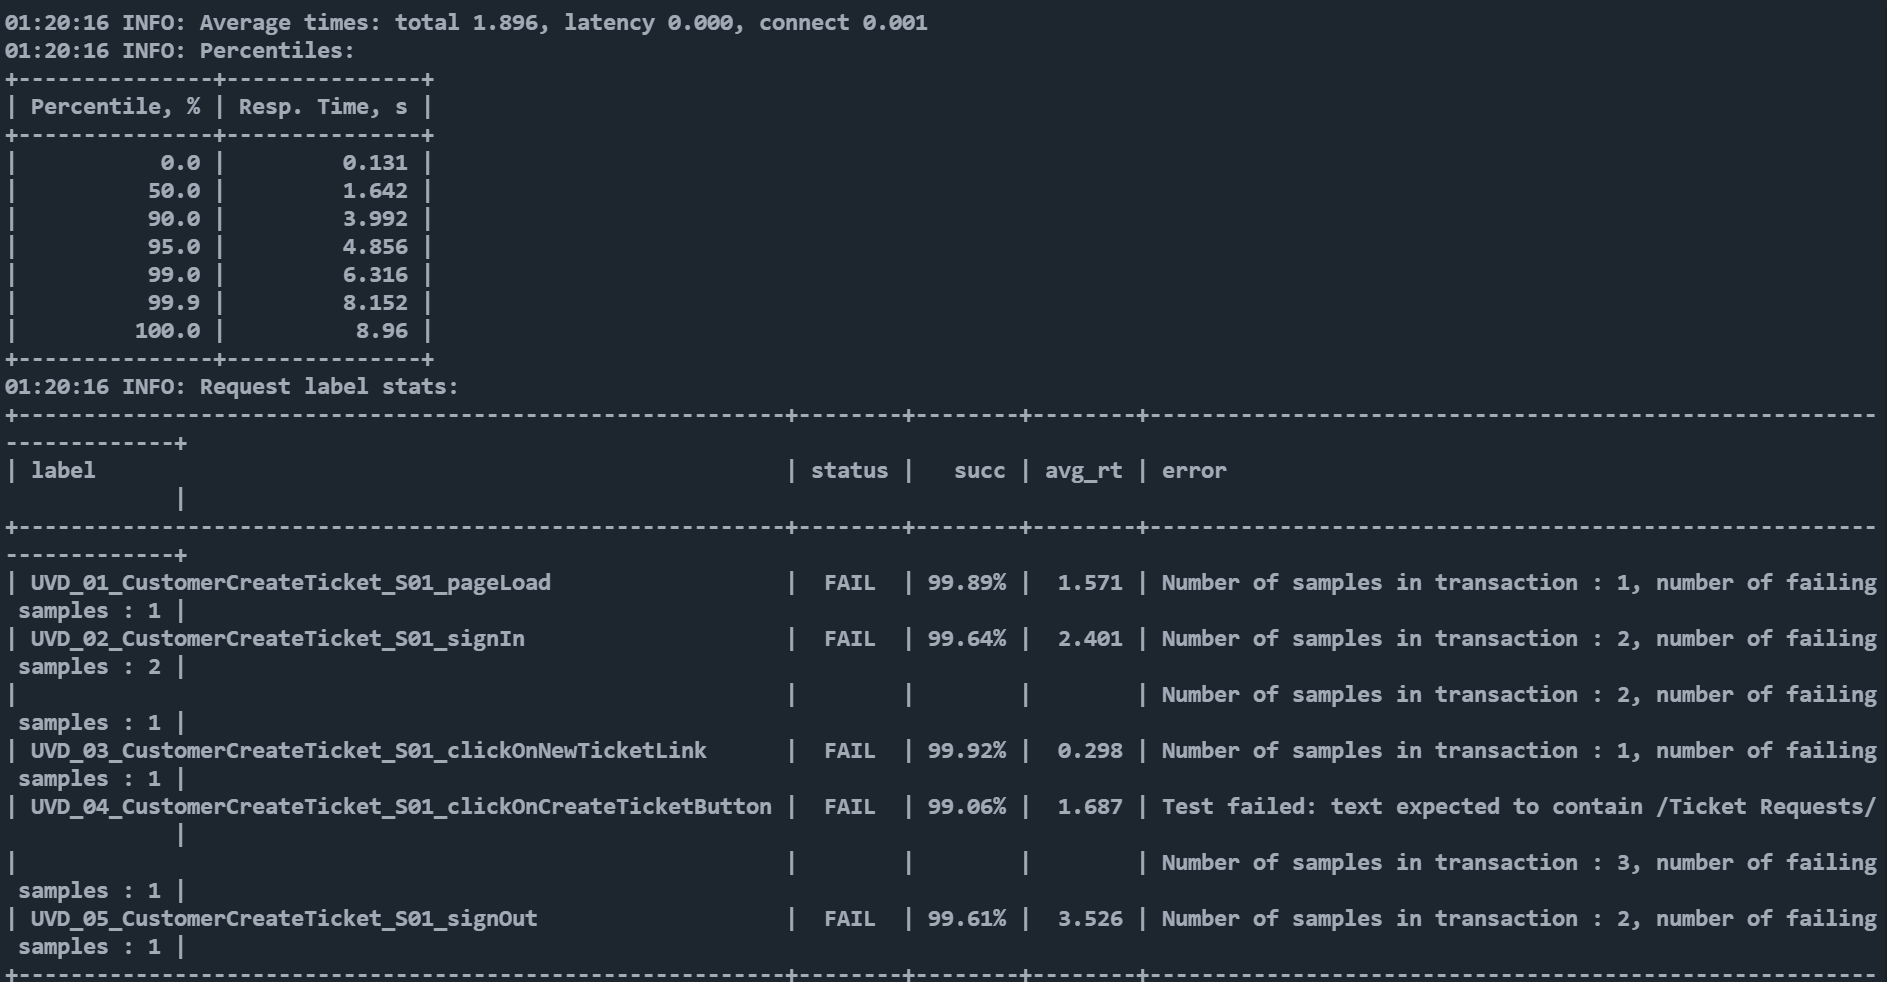 01:20:16 INFO: Average times: total 1.896, latency 0.000, connect 0.001
01:20:16 INFO: Percentiles:
+---------------+---------------+
| Percentile, % | Resp. Time, s |
+---------------+---------------+
|           0.0 |         0.131 |
|          50.0 |         1.642 |
|          90.0 |         3.992 |
|          95.0 |         4.856 |
|          99.0 |         6.316 |
|          99.9 |         8.152 |
|         100.0 |          8.96 |
+---------------+---------------+
01:20:16 INFO: Request label stats:
+-----------------------------------------------------------+--------+--------+--------+--------------------------------------------------------
-------------+
| label                                                     | status |   succ | avg_rt | error
             |
+-----------------------------------------------------------+--------+--------+--------+--------------------------------------------------------
-------------+
| UVD_01_CustomerCreateTicket_S01_pageLoad                  |  FAIL  | 99.89% |  1.571 | Number of samples in transaction : 1, number of failing
 samples : 1 |
| UVD_02_CustomerCreateTicket_S01_signIn                    |  FAIL  | 99.64% |  2.401 | Number of samples in transaction : 2, number of failing
 samples : 2 |
|                                                           |        |        |        | Number of samples in transaction : 2, number of failing
 samples : 1 |
| UVD_03_CustomerCreateTicket_S01_clickOnNewTicketLink      |  FAIL  | 99.92% |  0.298 | Number of samples in transaction : 1, number of failing
 samples : 1 |
| UVD_04_CustomerCreateTicket_S01_clickOnCreateTicketButton |  FAIL  | 99.06% |  1.687 | Test failed: text expected to contain /Ticket Requests/
             |
|                                                           |        |        |        | Number of samples in transaction : 3, number of failing
 samples : 1 |
| UVD_05_CustomerCreateTicket_S01_signOut                   |  FAIL  | 99.61% |  3.526 | Number of samples in transaction : 2, number of failing
 samples : 1 |
+-----------------------------------------------------------+--------+--------+--------+--------------------------------------------------------